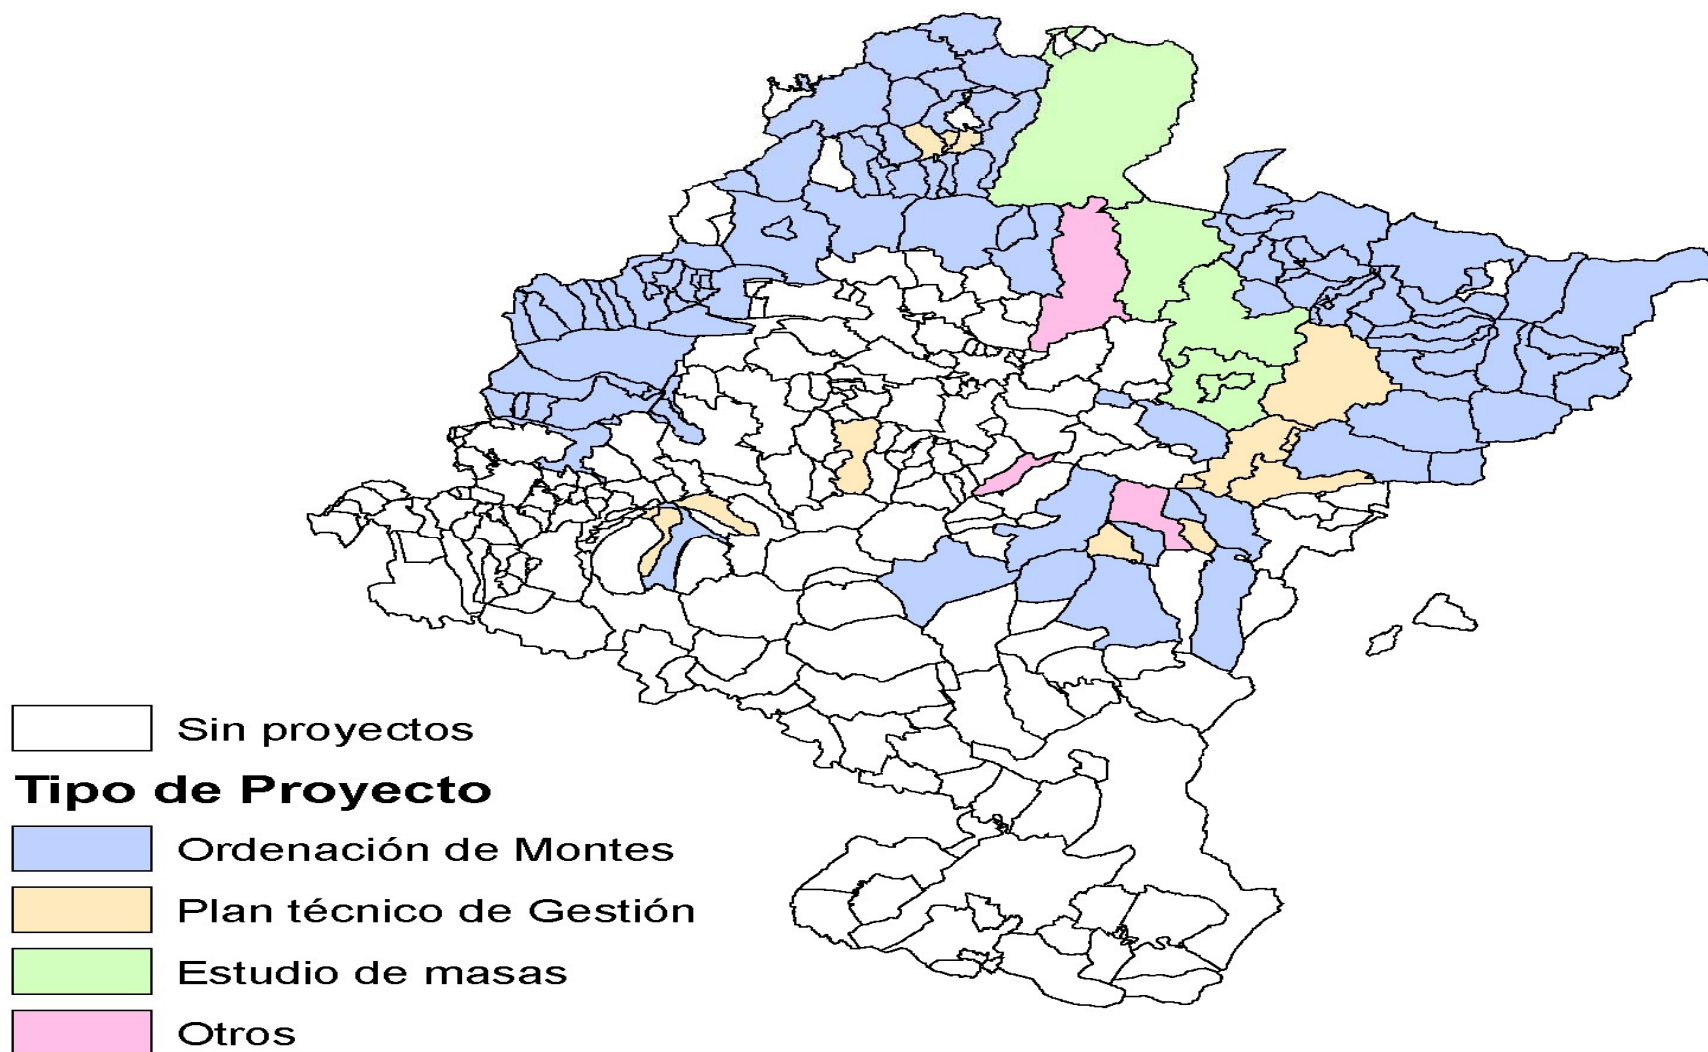 Sin proyectos
Tipo de Proyecto
Ordenación de Montes
Plan técnico de Gestión
Estudio de masas
Otros